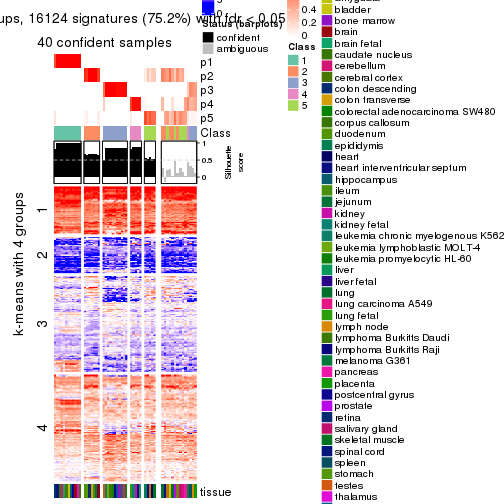 ups, 16124 signatures (75.2%) with fdr < 0.05
40 confident samples
p1
p2
p3
p4
p5
Class
1
0.5
0
Silhouette
score
k-means with 4 groups
1
2
3
4
tissue
0
Status (barplots)
confident
ambiguous
0.4
0.2
0
Class
1
2
3
4
5
bladder
bone marrow
brain
brain fetal
caudate nucleus
cerebellum
cerebral cortex
colon descending
colon transverse
colorectal adenocarcinoma SW480
corpus callosum
duodenum
epididymis
heart
heart interventricular septum
hippocampus
ileum
jejunum
kidney
kidney fetal
leukemia chronic myelogenous K562
leukemia lymphoblastic MOLT-4
leukemia promyelocytic HL-60
liver
liver fetal
lung
lung carcinoma A549
lung fetal
lymph node
lymphoma Burkitts Daudi
lymphoma Burkitts Raji
melanoma G361
pancreas
placenta
postcentral gyrus
prostate
retina
salivary gland
skeletal muscle
spinal cord
spleen
stomach
testes
thalamus